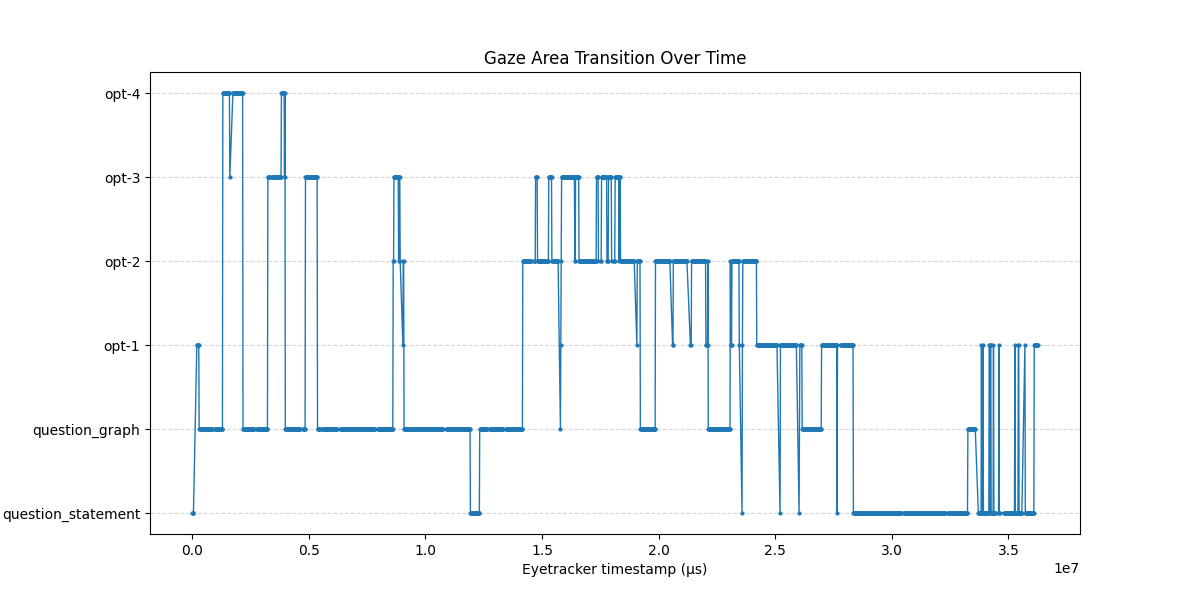 Gaze Area Transition Over Time
opt-4
opt-3
opt-2
opt-1
question_graph
question_statement
0.0 0.5 1.0 1.5 2.0 2.5 3.0 3.5
1e7
Eyetracker timestamp (µs)